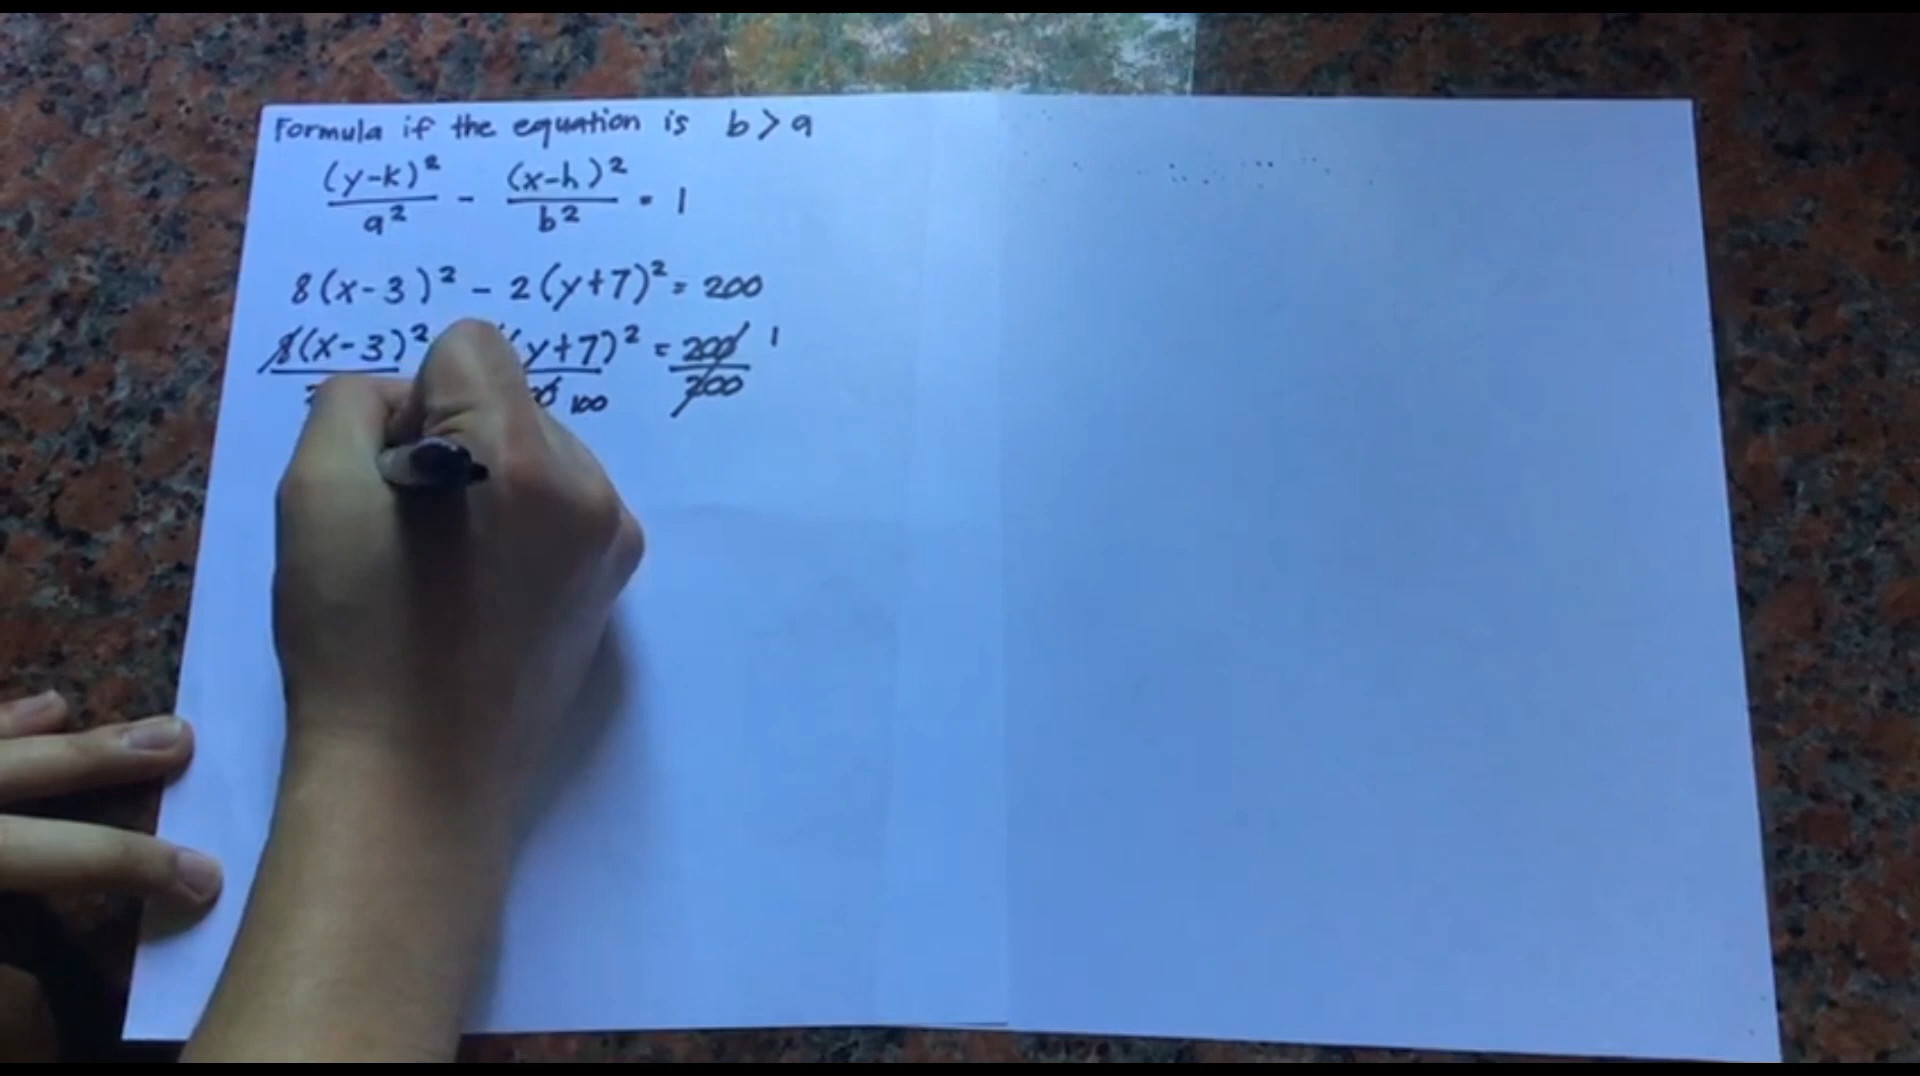 Formula if the equation is b > a
(y-k)² / a² - (x-h)² / b² = 1
8(x-3)² - 2(y+7)² = 200
8(x-3)² (y+7)² / 100 = 200 / 200 1